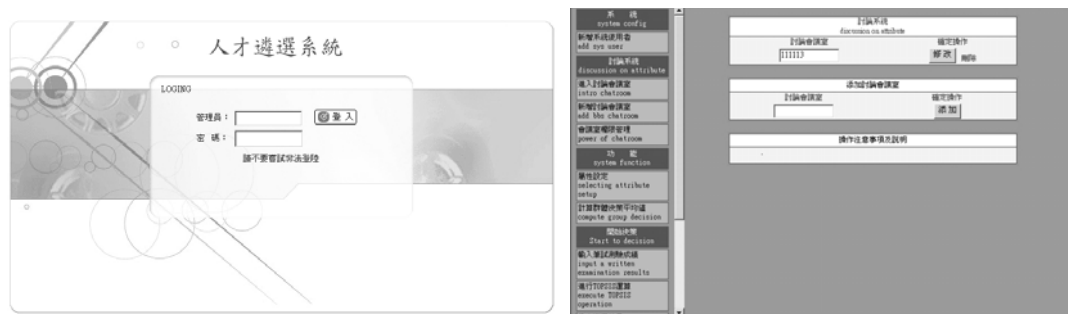 人才遴選系統
LOGING
管理員：
登入
密 碼：
請不要嘗試非法登陸
系 統
system config
新增系統使用者
add sys user
討論系統
discussion on attribute
進入討論會議室
intro chatroom
新增討論會議室
add bbs chatroom
會議室權限管理
power of chatroom
功 能
system function
屬性設定
selecting attribute
setup
計算群體決策平均值
compute group decision
開始決策
Start to decision
輸入筆試測驗成績
input a written
examination results
進行TOPSIS運算
execute TOPSIS
operation
討論系統
discussion on attribute
討論會議室
確定操作
111113
修改
刪除
添加討論會議室
討論會議室
確定操作
添加
操作注意事項及說明